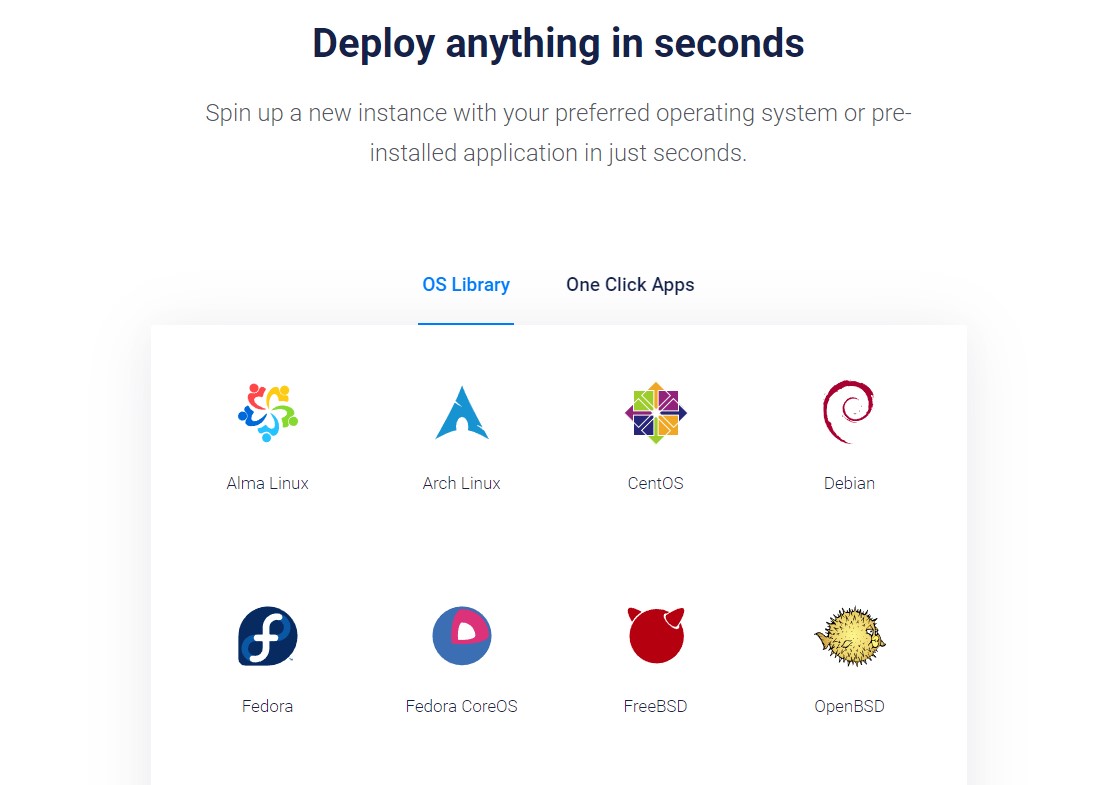 Deploy anything in seconds
Spin up a new instance with your preferred operating system or pre-
installed application in just seconds.
OS Library
One Click Apps
Alma Linux
Arch Linux
CentOS
Debian
Fedora
Fedora CoreOS
FreeBSD
OpenBSD